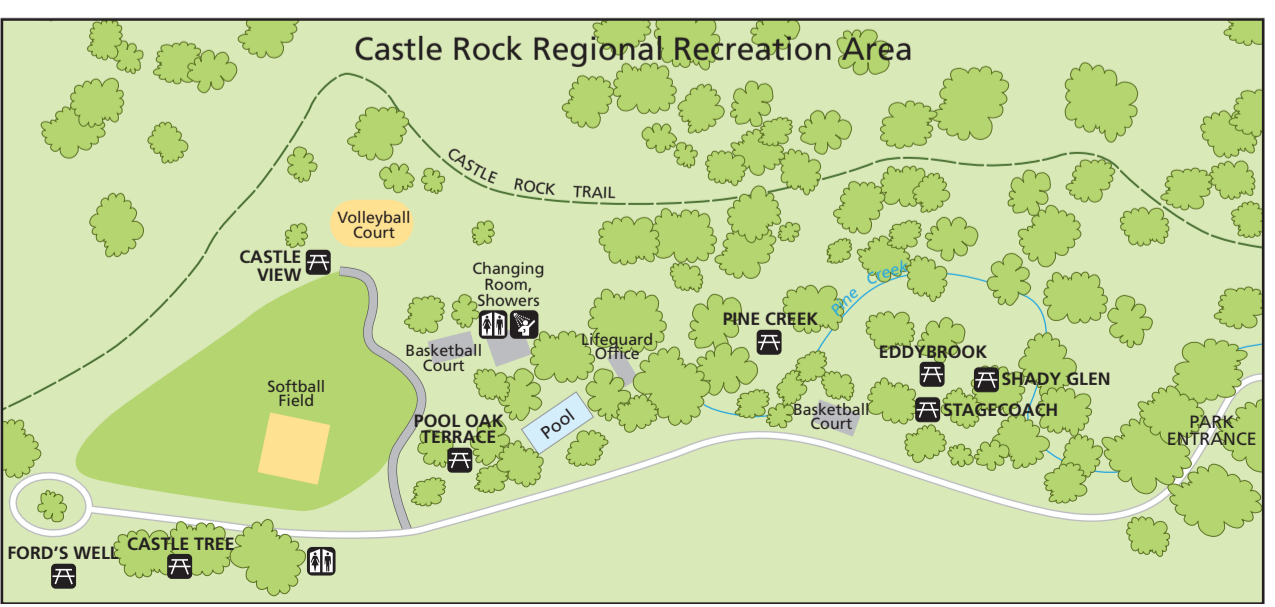 Castle Rock Regional Recreation Area
CASTLE ROCK TRAIL
Volleyball
Court
CASTLE
VIEW
Changing
Room,
Showers
Pine Creek
PINE CREEK
Lifeguard
Office
Basketball
Court
EDDYBROOK
SHADY GLEN
Softball
Field
STAGECOACH
Basketball
Court
POOL OAK
TERRACE
Pool
PARK
ENTRANCE
FORD'S WELL
CASTLE TREE